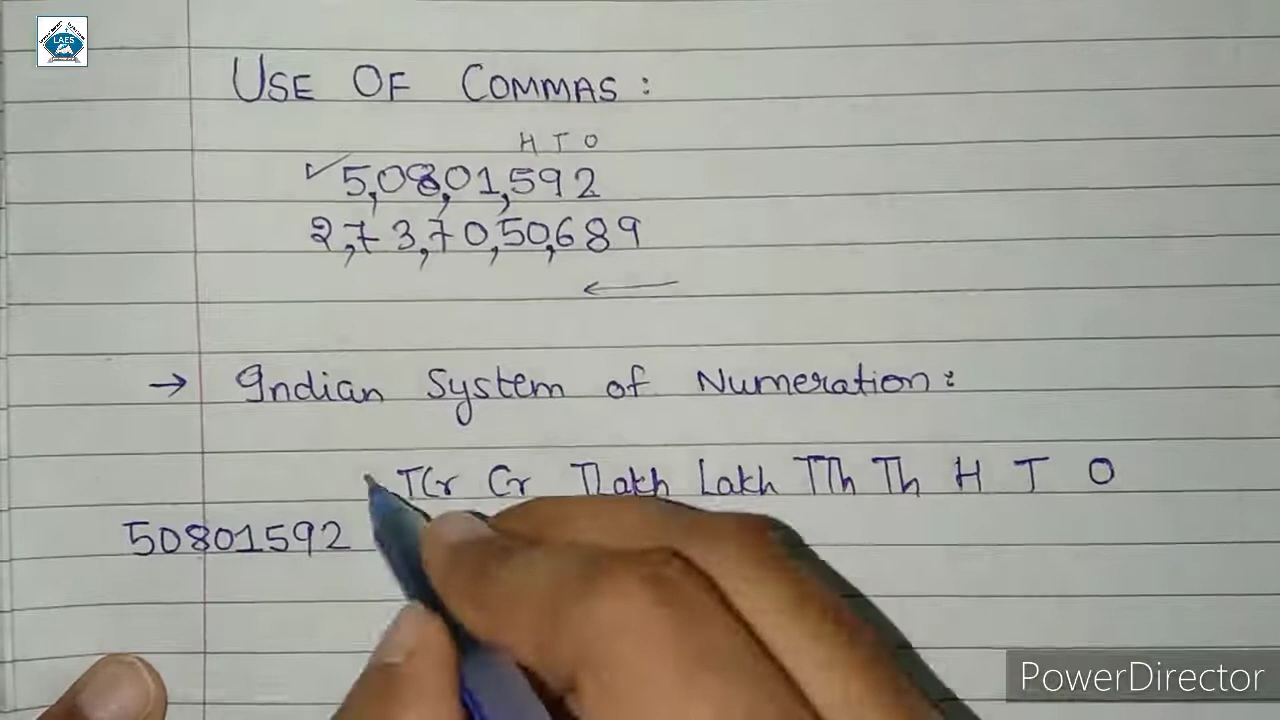 LAES
USE OF COMMAS:
H T O
✓5,08,01,592
2,73,70,50,689
←
→ Indian System of Numeration:
TCr Cr TLakh Lakh TTh Th H T O
50801592
PowerDirector